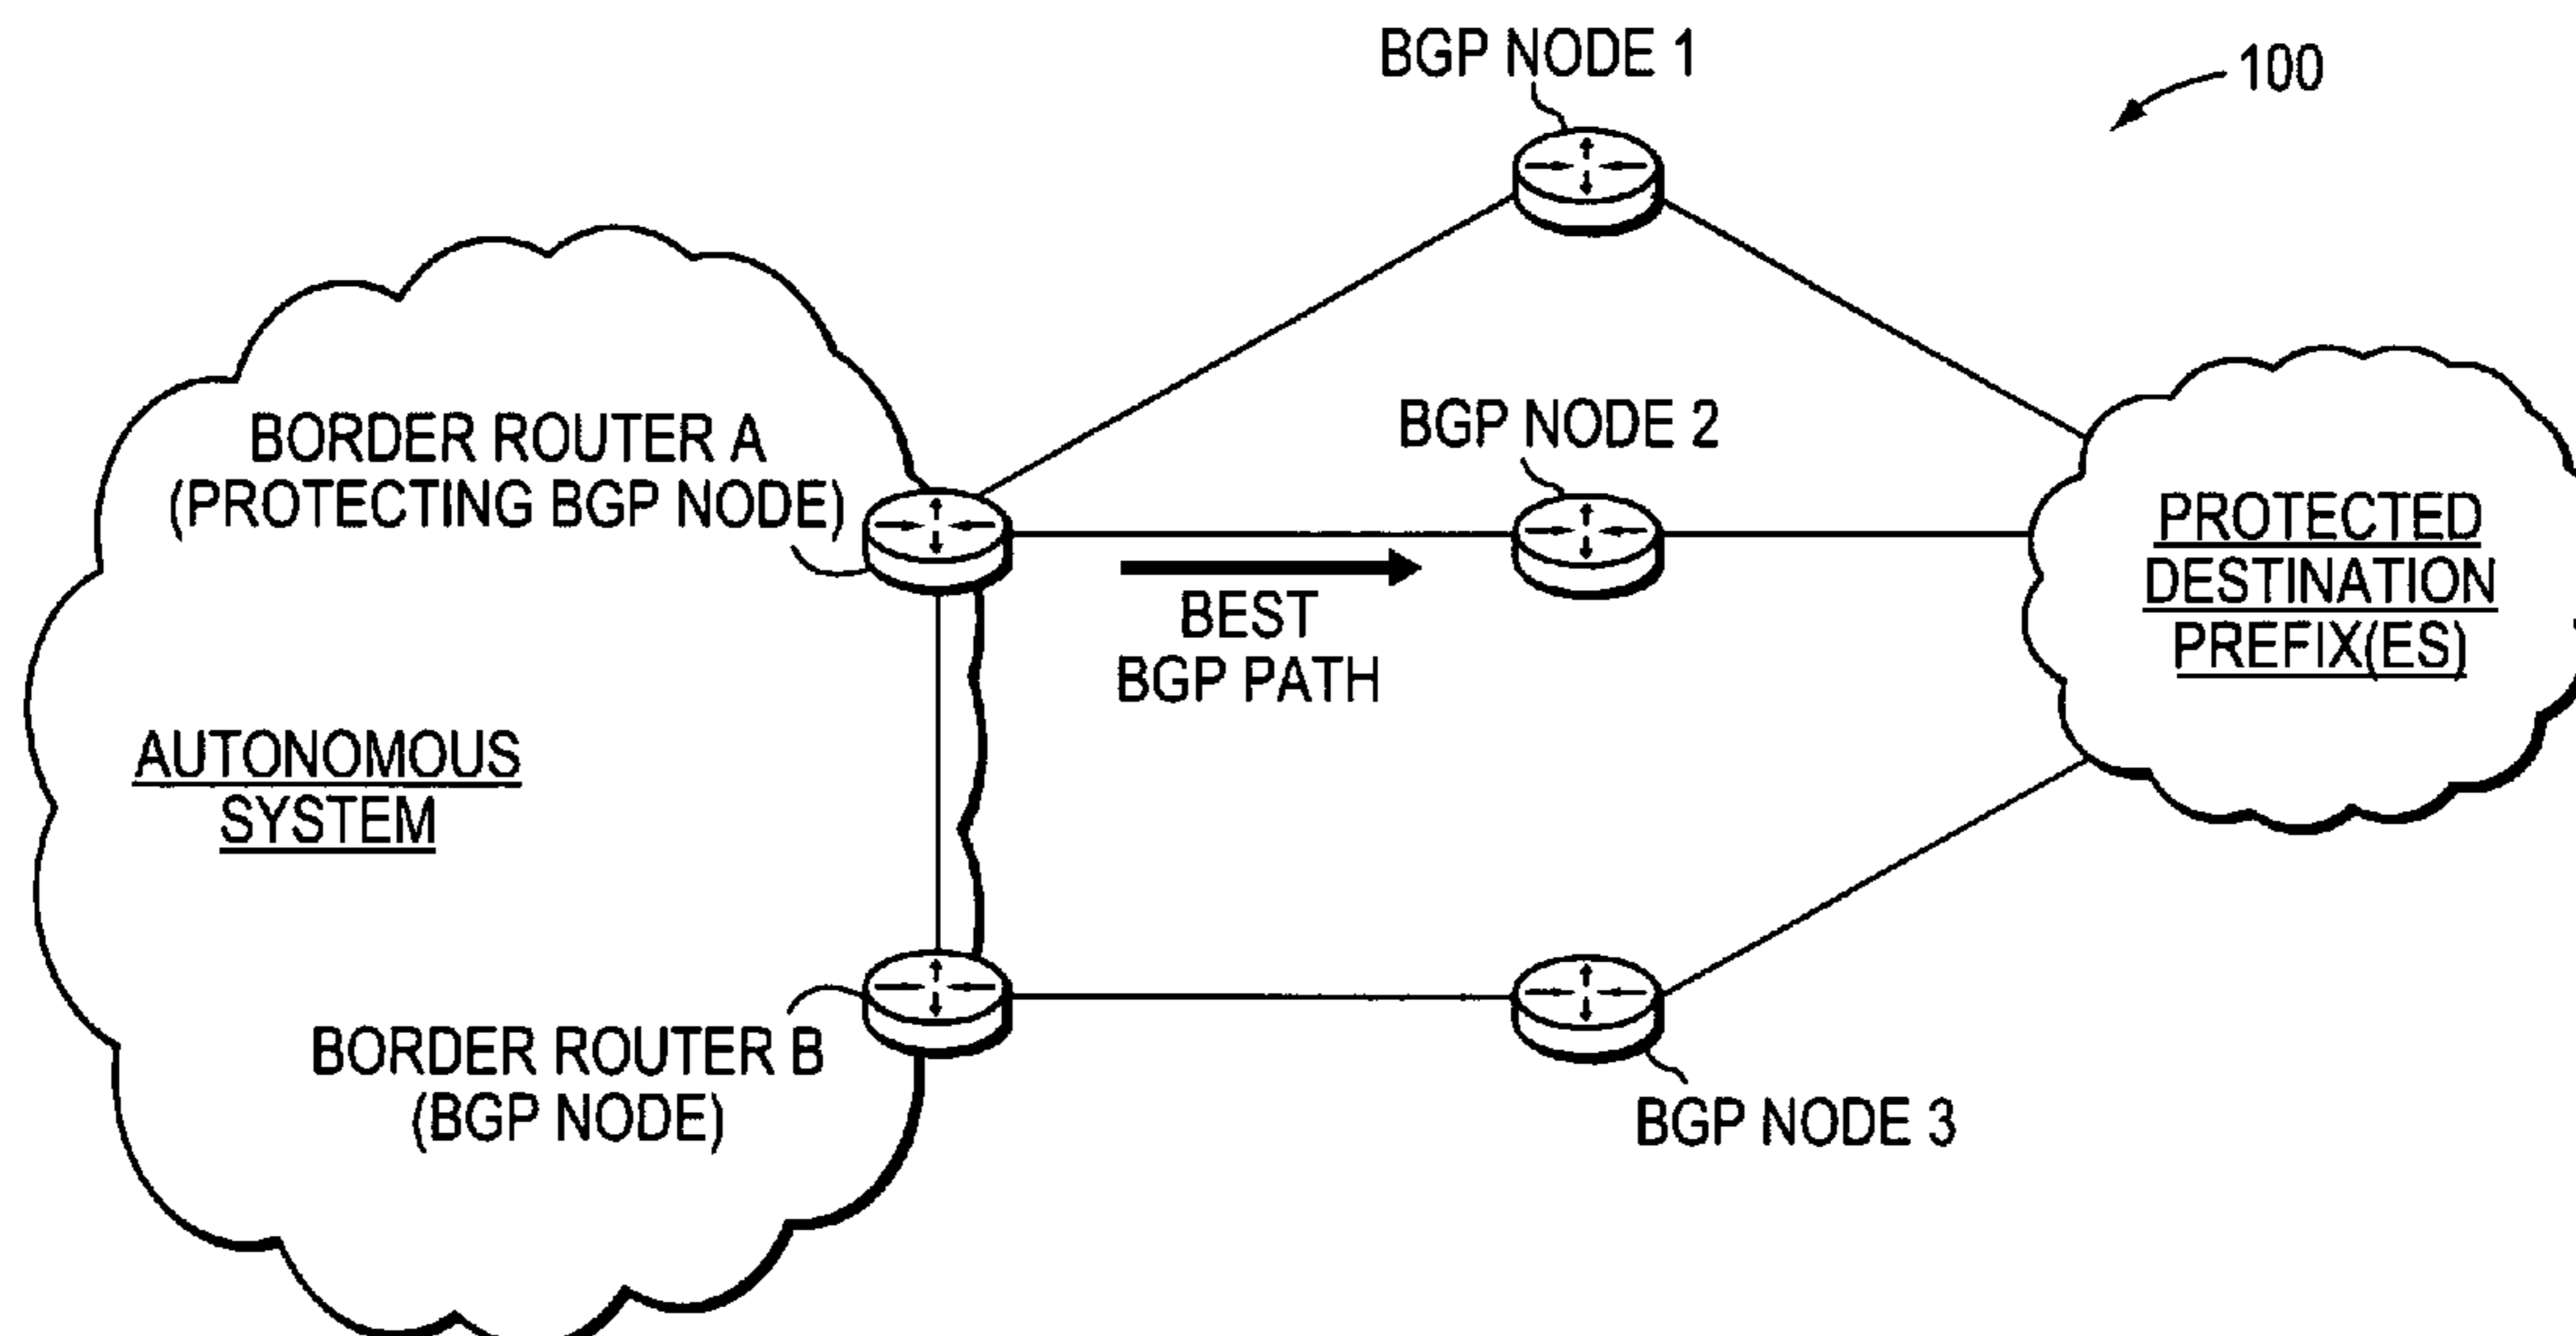 BGP NODE 1
100
BORDER ROUTER A
(PROTECTING BGP NODE)
BGP NODE 2
BEST
BGP PATH
PROTECTED
DESTINATION
PREFIX(ES)
AUTONOMOUS
SYSTEM
BORDER ROUTER B
(BGP NODE)
BGP NODE 3